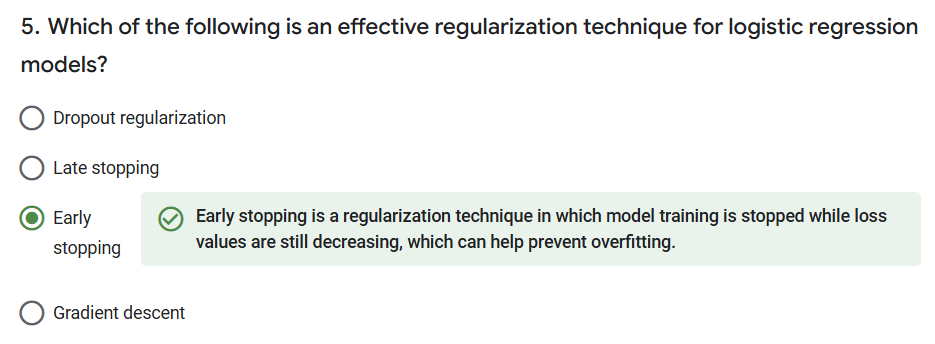 5. Which of the following is an effective regularization technique for logistic regression
models?
Dropout regularization
Late stopping
Early
stopping
Early stopping is a regularization technique in which model training is stopped while loss
values are still decreasing, which can help prevent overfitting.
Gradient descent